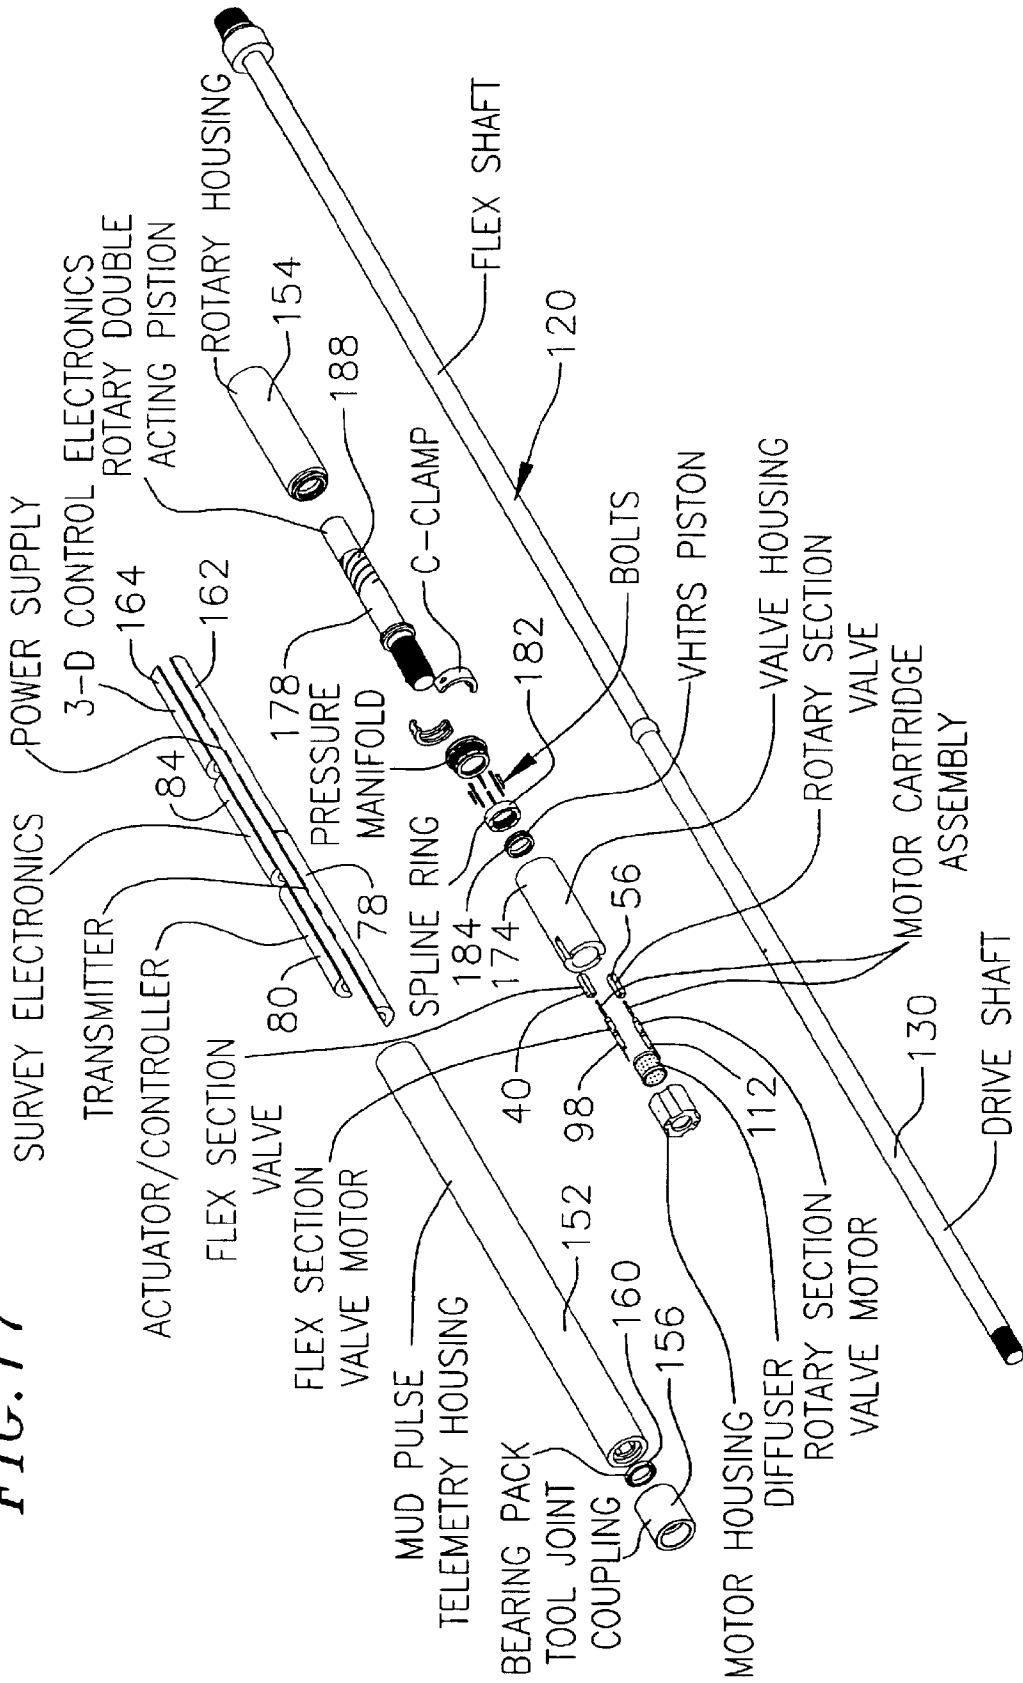 FIG. 17
SURVEY ELECTRONICS
POWER SUPPLY
TRANSMITTER
164
3-D CONTROL ELECTRONICS
ACTUATOR/CONTROLLER
84
162
ROTARY DOUBLE
ACTING PISTION
ROTARY HOUSING
80
78
178
154
FLEX SECTION
VALVE
PRESSURE
MANIFOLD
188
FLEX SECTION
VALVE MOTOR
SPLINE RING
C-CLAMP
FLEX SHAFT
184
174
182
120
MUD PULSE
TELEMETRY HOUSING
40
56
BOLTS
152
98
VHTRS PISTON
160
112
VALVE HOUSING
BEARING PACK
156
ROTARY SECTION
VALVE
TOOL JOINT
COUPLING
MOTOR CARTRIDGE
ASSEMBLY
MOTOR HOUSING
DIFFUSER
ROTARY SECTION
VALVE MOTOR
130
DRIVE SHAFT